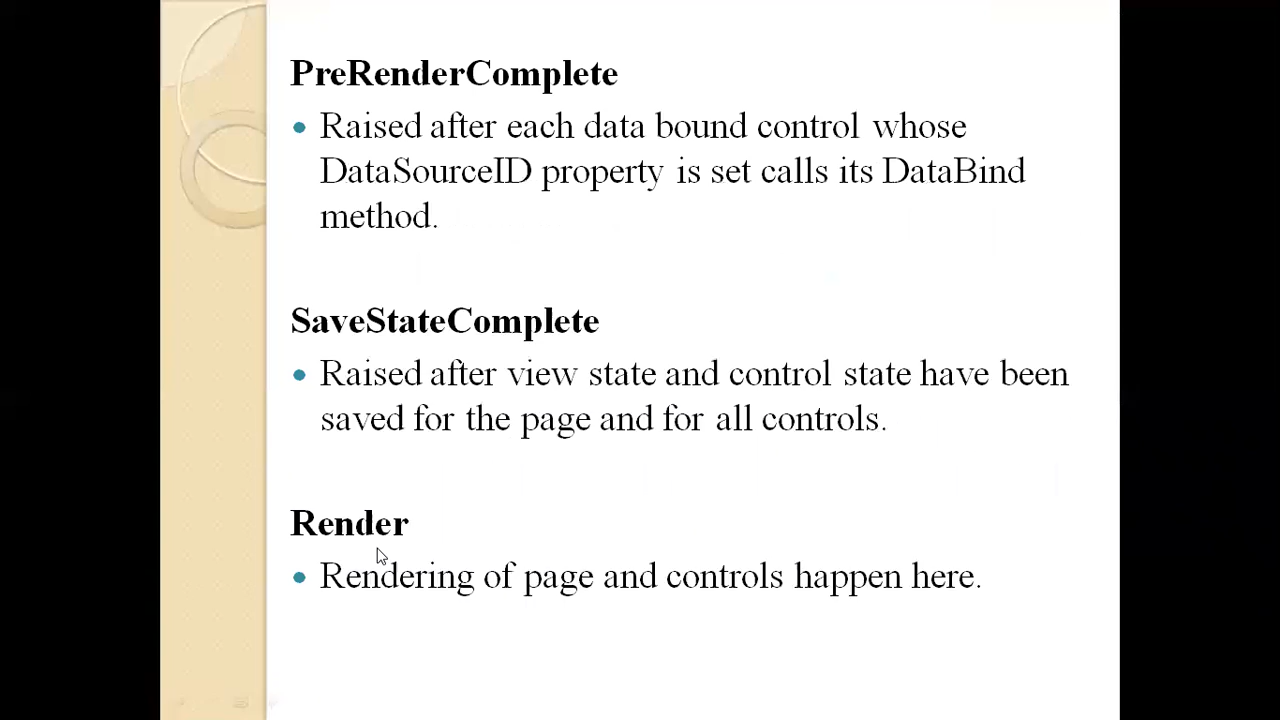 PreRenderComplete
• Raised after each data bound control whose
DataSourceID property is set calls its DataBind
method.
SaveStateComplete
• Raised after view state and control state have been
saved for the page and for all controls.
Render
• Rendering of page and controls happen here.